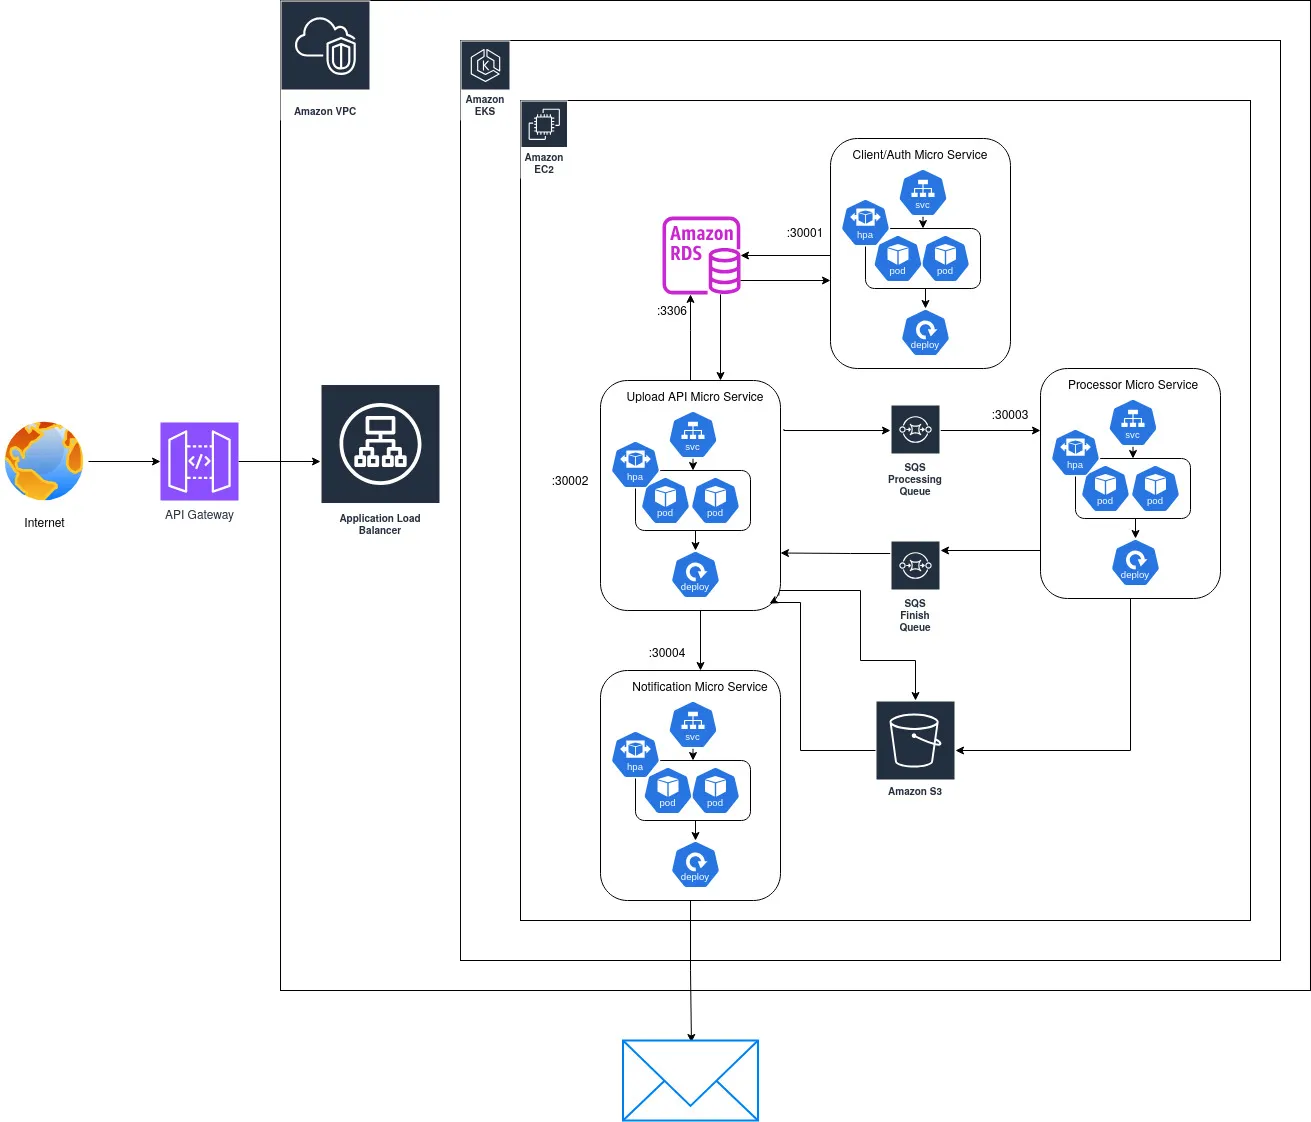 Amazon VPC
Amazon
EKS
Amazon
EC2
Client/Auth Micro Service
svc
hpa
pod
pod
deploy
Amazon
RDS
:30001
:3306
Internet
API Gateway
Application Load
Balancer
Upload API Micro Service
svc
hpa
pod
pod
deploy
:30002
SQS
Processing
Queue
:30003
Processor Micro Service
svc
hpa
pod
pod
deploy
SQS
Finish
Queue
:30004
Notification Micro Service
svc
hpa
pod
pod
deploy
Amazon S3